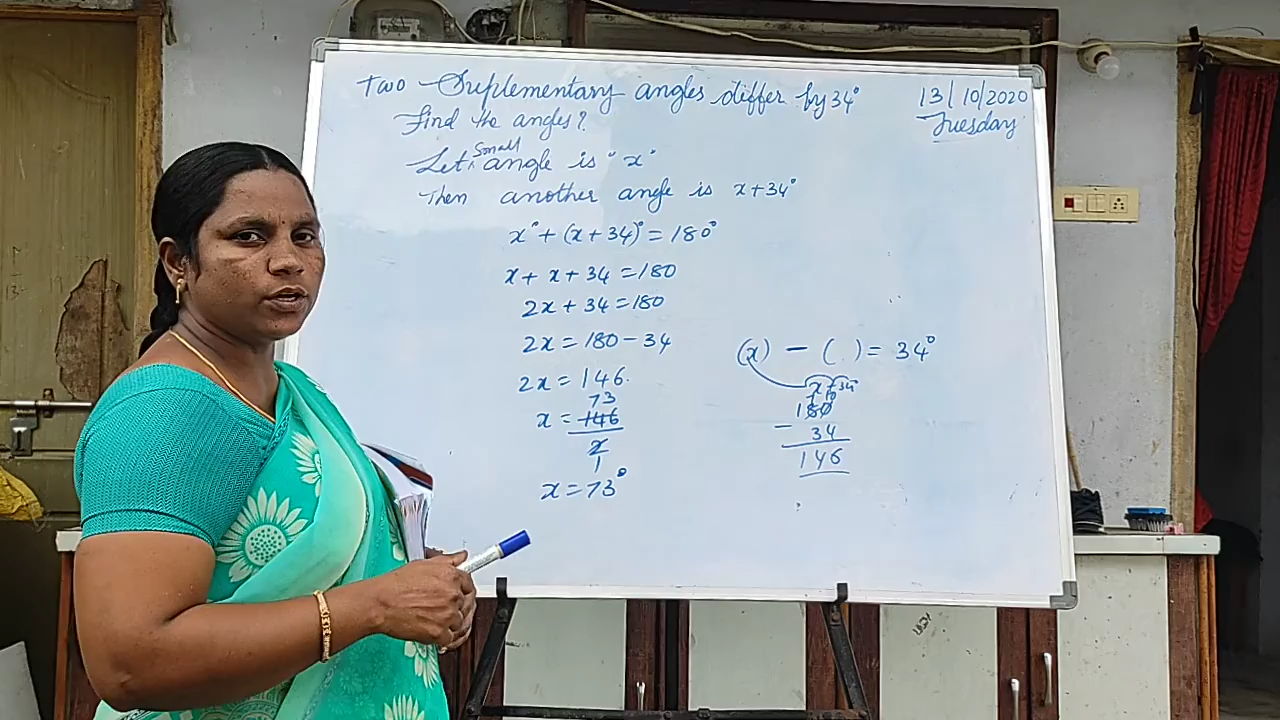 Two Suplementary angles differ by 34°
Find the angles?
13/10/2020
Tuesday
Let small angle is "x"
Then another angle is x+34°
x° + (x+34)° = 180°
x + x + 34 = 180
2x + 34 = 180
2x = 180 - 34
2x = 146.
73
x = 146
2
1
x = 73°
(x) - ( . ) = 34°
x+34°
7 10
180
- 34
146